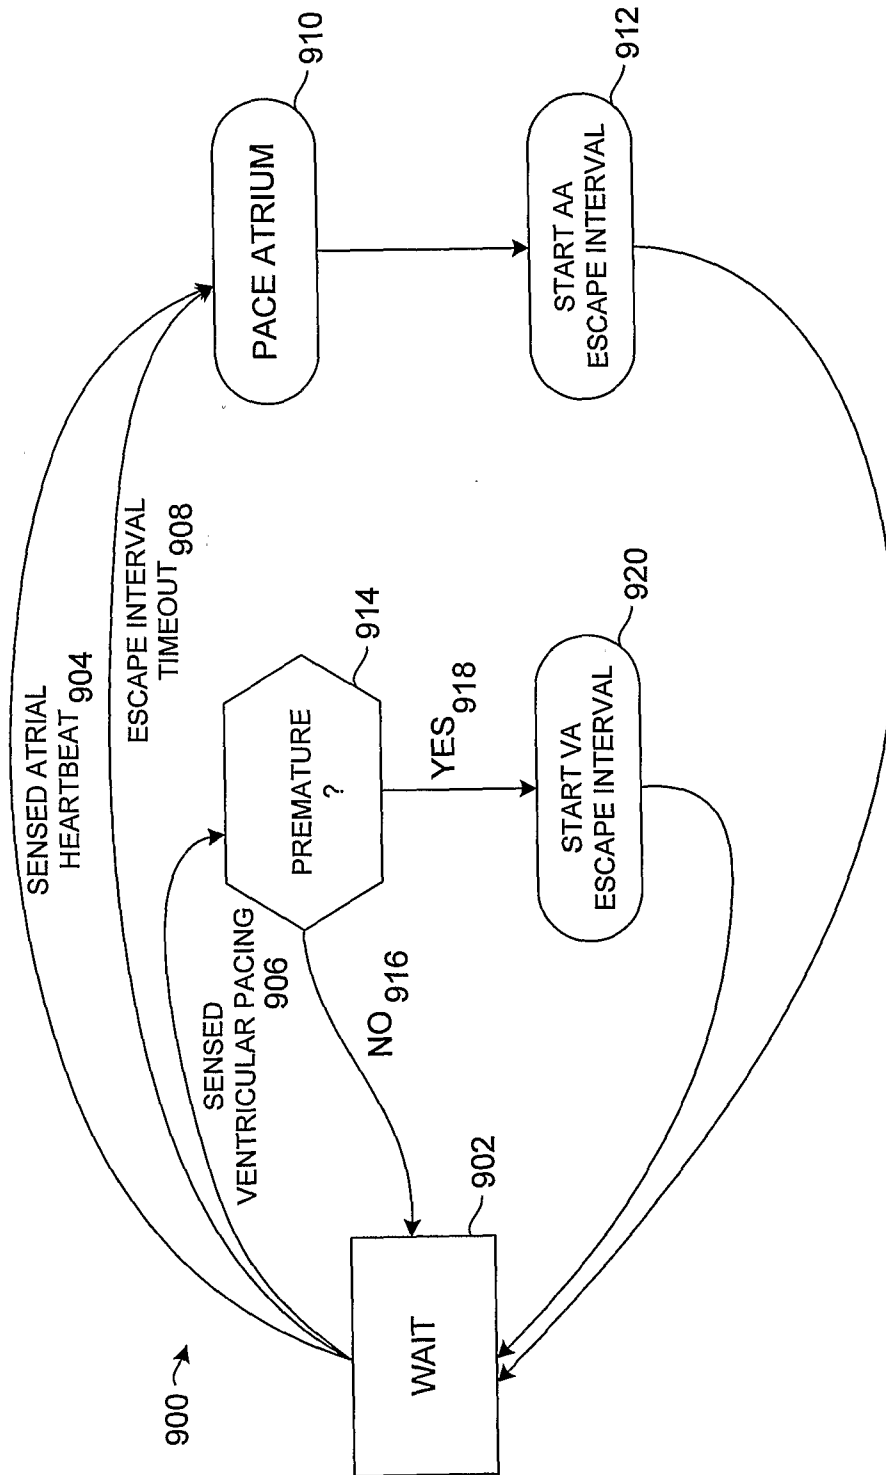 900
SENSED ATRIAL
HEARTBEAT 904
ESCAPE INTERVAL
TIMEOUT 908
SENSED
VENTRICULAR PACING
906
WAIT
902
PREMATURE
?
914
NO 916
YES 918
START VA
ESCAPE INTERVAL
920
PACE ATRIUM
910
START AA
ESCAPE INTERVAL
912